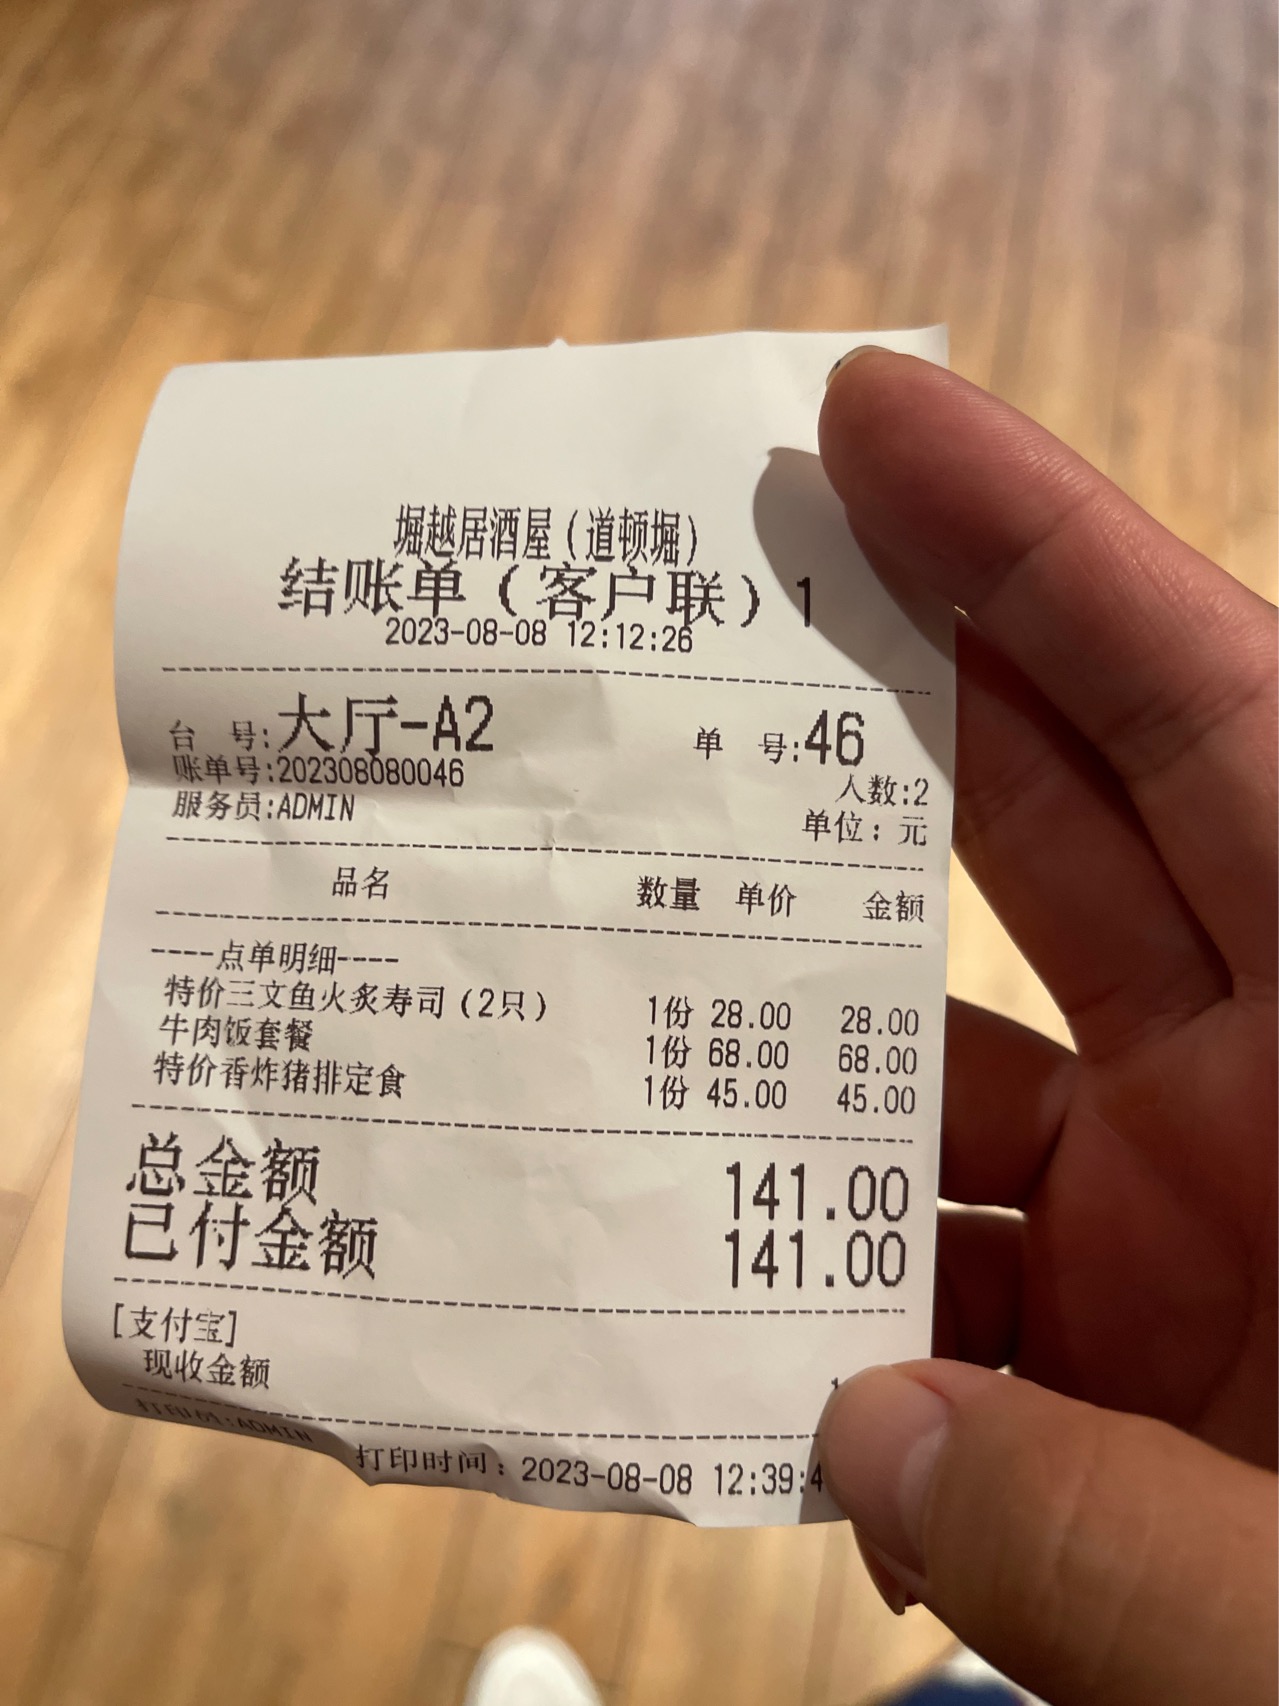 堀越居酒屋（道顿堀）
结账单（客户联）1
2023-08-08 12:12:26
台 号:大厅-A2 单 号:46
账单号:202308080046 人数:2
服务员:ADMIN 单位：元
品名 数量 单价 金额
----点单明细----
特价三文鱼火炙寿司（2只） 1份 28.00 28.00
牛肉饭套餐 1份 68.00 68.00
特价香炸猪排定食 1份 45.00 45.00
总金额 141.00
已付金额 141.00
[支付宝]
现收金额
:ADMIN
打印时间：2023-08-08 12:39:4